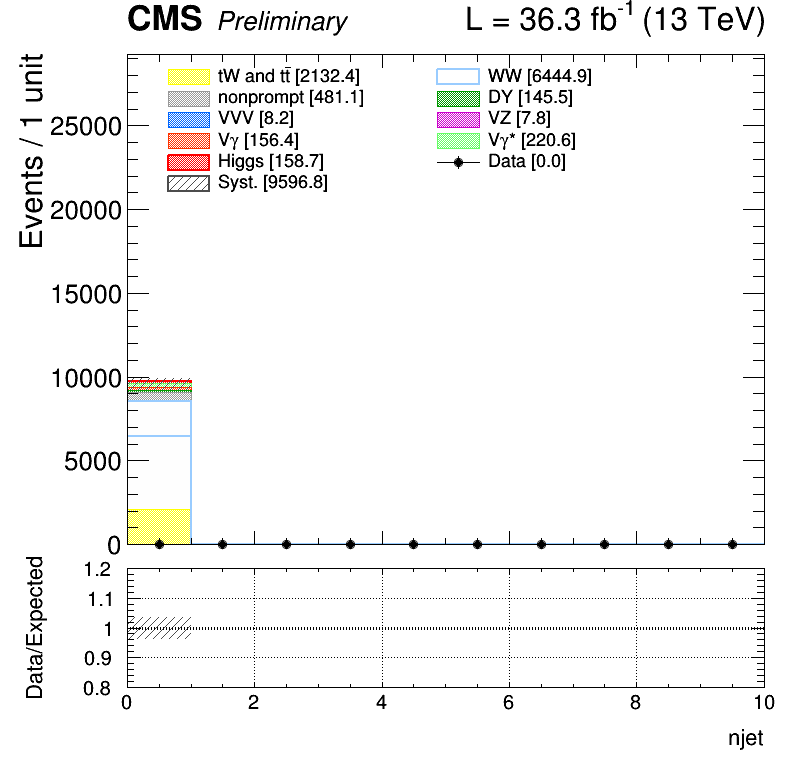 CMS Preliminary L = 36.3 fb⁻¹ (13 TeV)
Events / 1 unit
25000
20000
15000
10000
5000
0
tW and tt̄ [2132.4]
nonprompt [481.1]
VVV [8.2]
Vγ [156.4]
Higgs [158.7]
Syst. [9596.8]
WW [6444.9]
DY [145.5]
VZ [7.8]
Vγ* [220.6]
Data [0.0]
Data/Expected
1.2
1.1
1
0.9
0.8
0 2 4 6 8 10
njet